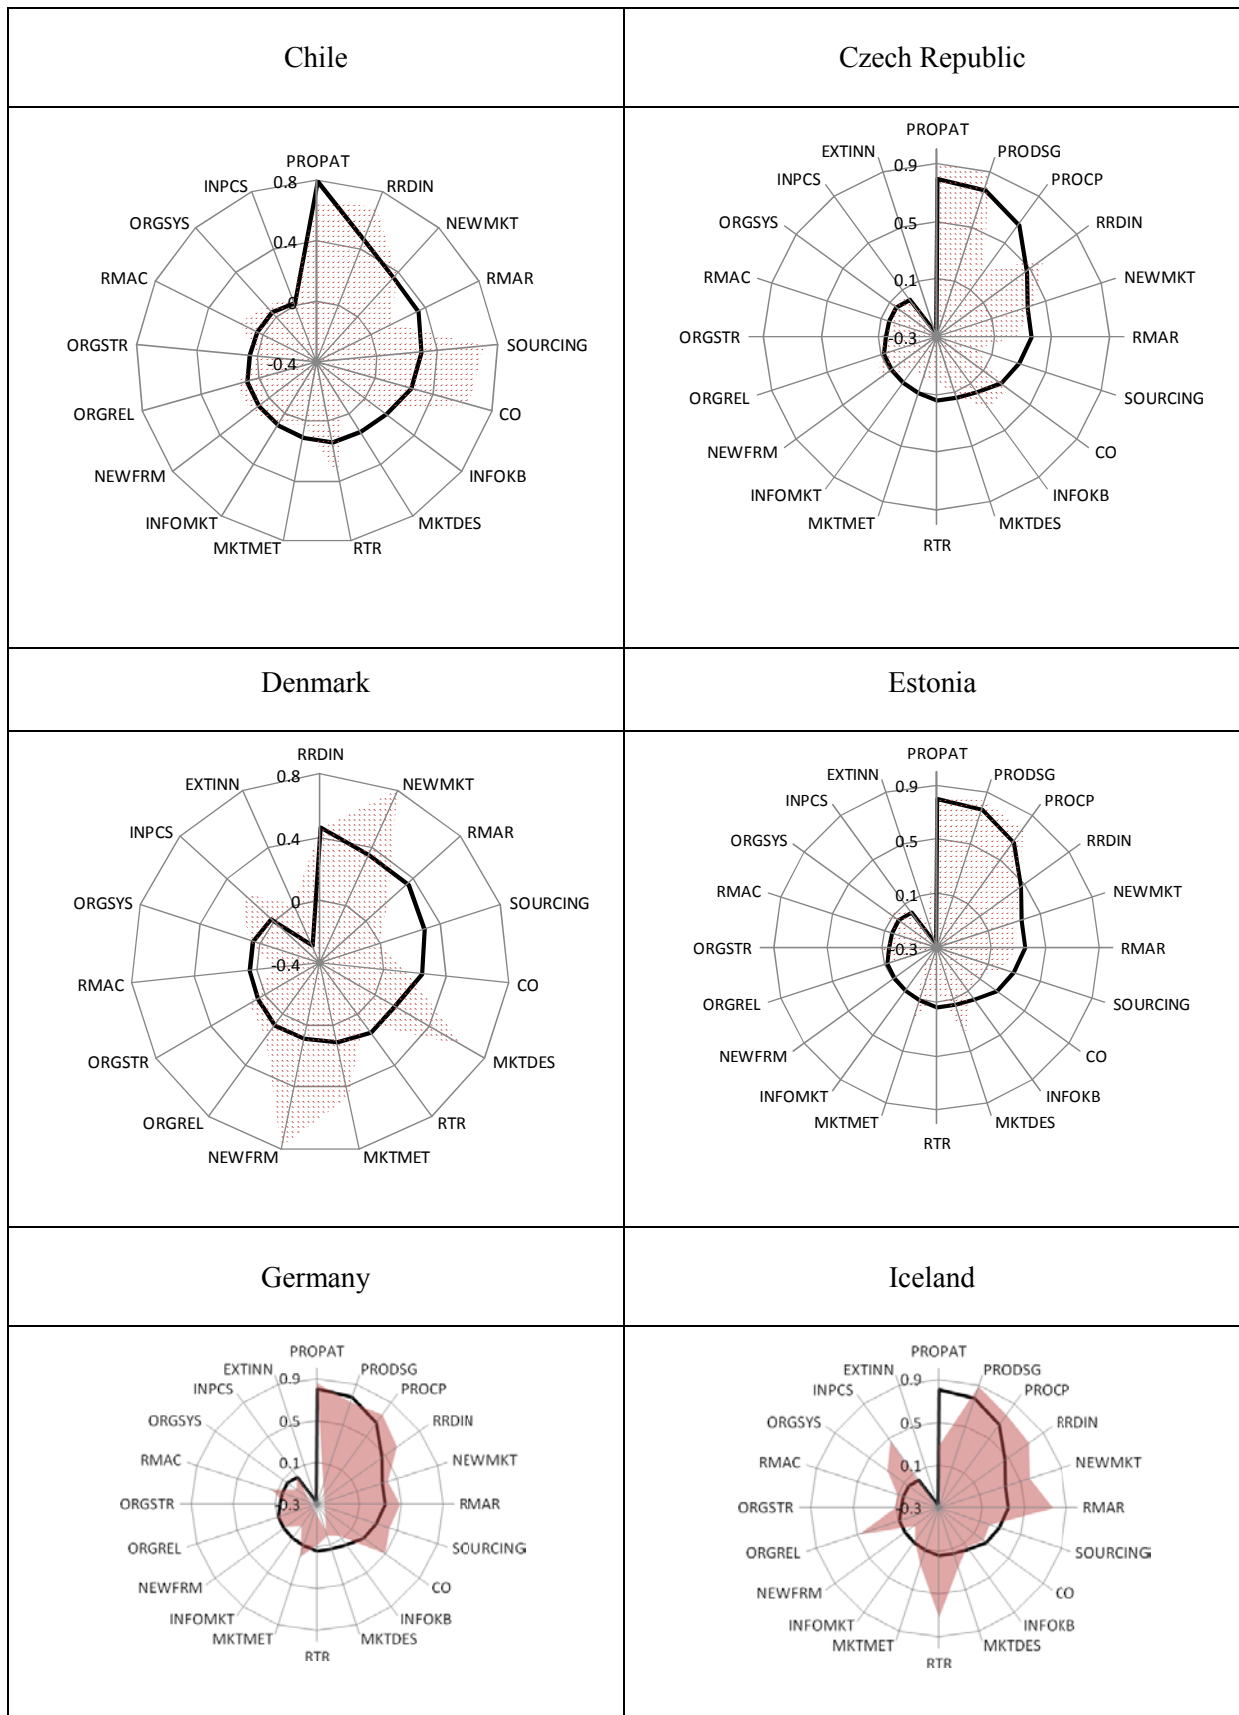 Chile
Czech Republic
PROPAT
RRDIN
NEWMKT
RMAR
SOURCING
CO
INFOKB
MKTDES
RTR
MKTMET
INFOMKT
NEWFRM
ORGREL
ORGSTR
RMAC
ORGSYS
INPCS
0.8
0.4
0
-0.4
PROPAT
PRODSG
PROCP
RRDIN
NEWMKT
RMAR
SOURCING
CO
INFOKB
MKTDES
RTR
MKTMET
INFOMKT
NEWFRM
ORGREL
ORGSTR
RMAC
ORGSYS
INPCS
EXTINN
0.9
0.5
0.1
-0.3
Denmark
Estonia
RRDIN
NEWMKT
RMAR
SOURCING
CO
MKTDES
RTR
MKTMET
NEWFRM
ORGREL
ORGSTR
RMAC
ORGSYS
INPCS
EXTINN
0.8
0.4
0
-0.4
PROPAT
PRODSG
PROCP
RRDIN
NEWMKT
RMAR
SOURCING
CO
INFOKB
MKTDES
RTR
MKTMET
INFOMKT
NEWFRM
ORGREL
ORGSTR
RMAC
ORGSYS
INPCS
EXTINN
0.9
0.5
0.1
-0.3
Germany
Iceland
PROPAT
PRODSG
PROCP
RRDIN
NEWMKT
RMAR
SOURCING
CO
INFOKB
MKTDES
RTR
MKTMET
INFOMKT
NEWFRM
ORGREL
ORGSTR
RMAC
ORGSYS
INPCS
EXTINN
0.9
0.5
0.1
-0.3
PROPAT
PRODSG
PROCP
RRDIN
NEWMKT
RMAR
SOURCING
CO
INFOKB
MKTDES
RTR
MKTMET
INFOMKT
NEWFRM
ORGREL
ORGSTR
RMAC
ORGSYS
INPCS
EXTINN
0.9
0.5
0.1
-0.3